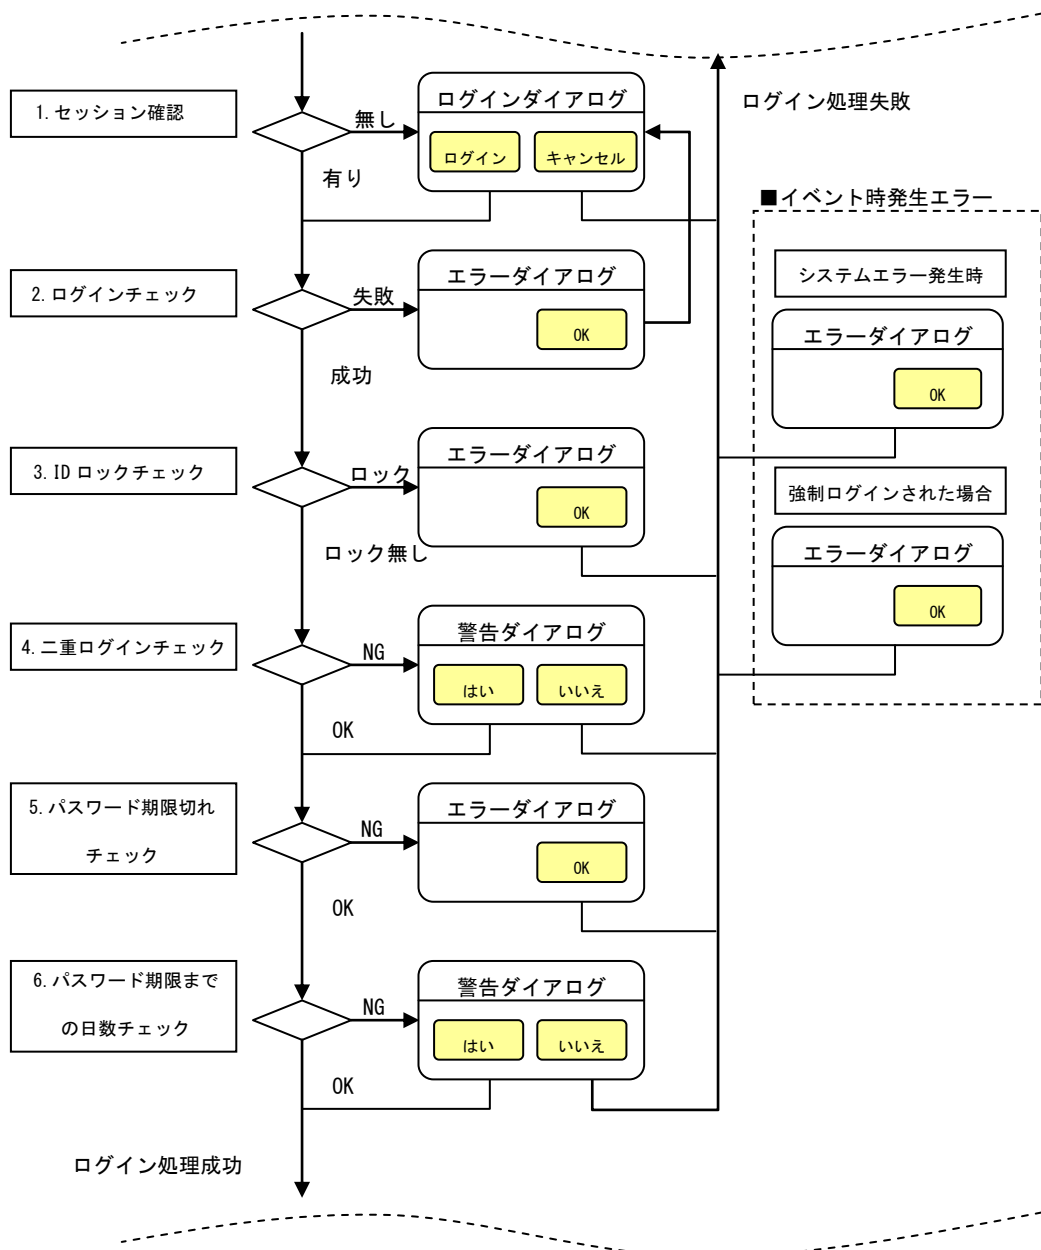 1.セッション確認
無し
有り
ログインダイアログ
ログイン
キャンセル
ログイン処理失敗
■イベント時発生エラー
2.ログインチェック
失敗
成功
エラーダイアログ
OK
システムエラー発生時
エラーダイアログ
OK
3.IDロックチェック
ロック
ロック無し
エラーダイアログ
OK
強制ログインされた場合
エラーダイアログ
OK
4.二重ログインチェック
NG
OK
警告ダイアログ
はい
いいえ
5.パスワード期限切れ
チェック
NG
OK
エラーダイアログ
OK
6.パスワード期限まで
の日数チェック
NG
OK
警告ダイアログ
はい
いいえ
ログイン処理成功